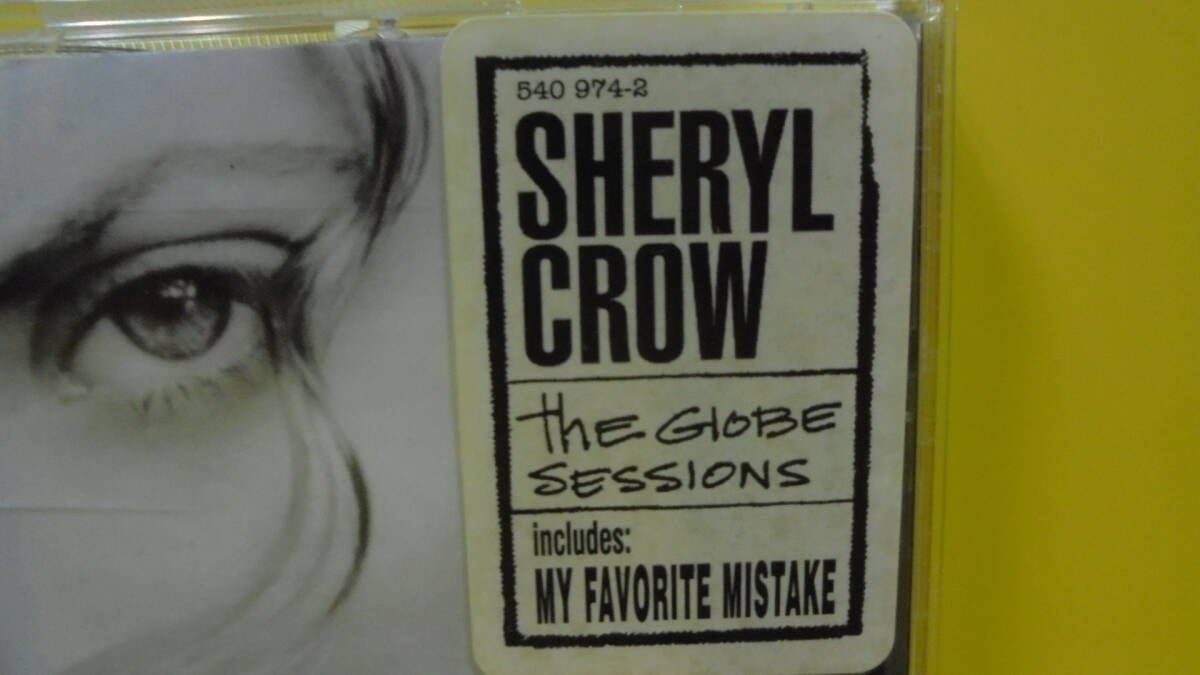 540 974-2
SHERYL
CROW
thE GlOBE
SESSIONS
includes:
MY FAVORITE MISTAKE